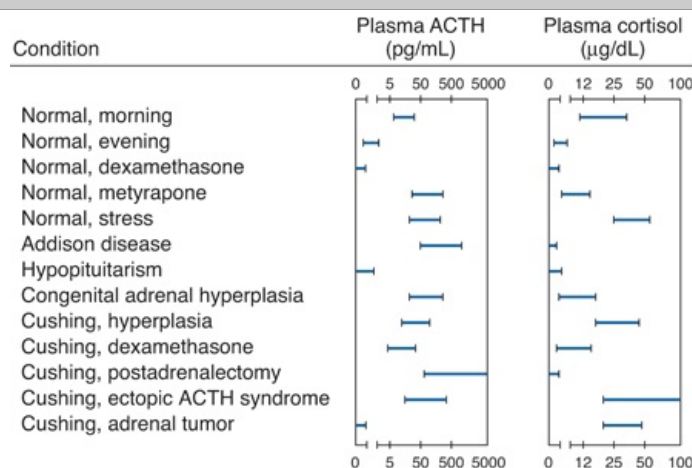 Plasma ACTH Plasma cortisol
Condition (pg/mL) (μg/dL)
0 5 50 500 5000 0 12 25 50 100
Normal, morning
Normal, evening
Normal, dexamethasone
Normal, metyrapone
Normal, stress
Addison disease
Hypopituitarism
Congenital adrenal hyperplasia
Cushing, hyperplasia
Cushing, dexamethasone
Cushing, postadrenalectomy
Cushing, ectopic ACTH syndrome
Cushing, adrenal tumor
0 5 50 500 5000 0 12 25 50 100